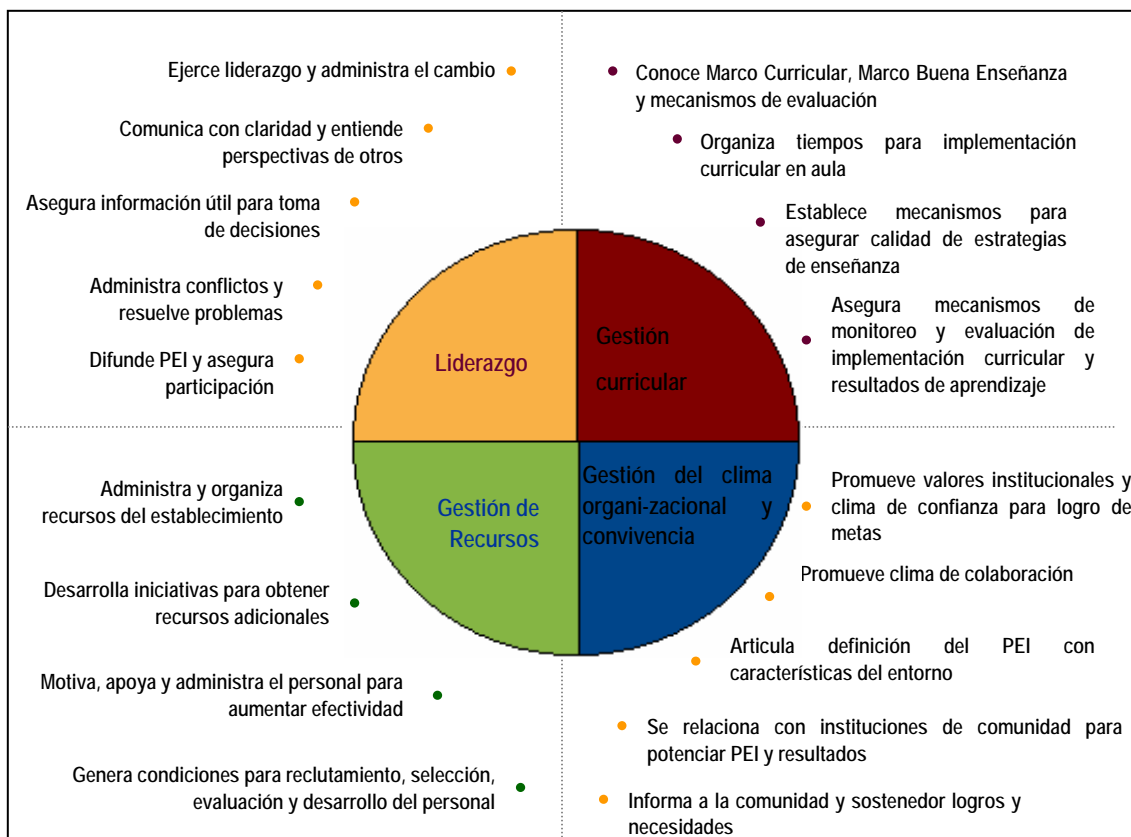 Ejerce liderazgo y administra el cambio
Comunica con claridad y entiende
perspectivas de otros
Asegura información útil para toma
de decisiones
Administra conflictos y
resuelve problemas
Difunde PEI y asegura
participación
Conoce Marco Curricular, Marco Buena Enseñanza
y mecanismos de evaluación
Organiza tiempos para implementación
curricular en aula
Establece mecanismos para
asegurar calidad de estrategias
de enseñanza
Asegura mecanismos de
monitoreo y evaluación de
implementación curricular y
resultados de aprendizaje
Liderazgo
Gestión
curricular
Gestión de
Recursos
Gestión del clima
organi-zacional y
convivencia
Administra y organiza
recursos del establecimiento
Desarrolla iniciativas para obtener
recursos adicionales
Motiva, apoya y administra el personal para
aumentar efectividad
Genera condiciones para reclutamiento, selección,
evaluación y desarrollo del personal
Promueve valores institucionales y
clima de confianza para logro de
metas
Promueve clima de colaboración
Articula definición del PEI con
características del entorno
Se relaciona con instituciones de comunidad para
potenciar PEI y resultados
Informa a la comunidad y sostenedor logros y
necesidades